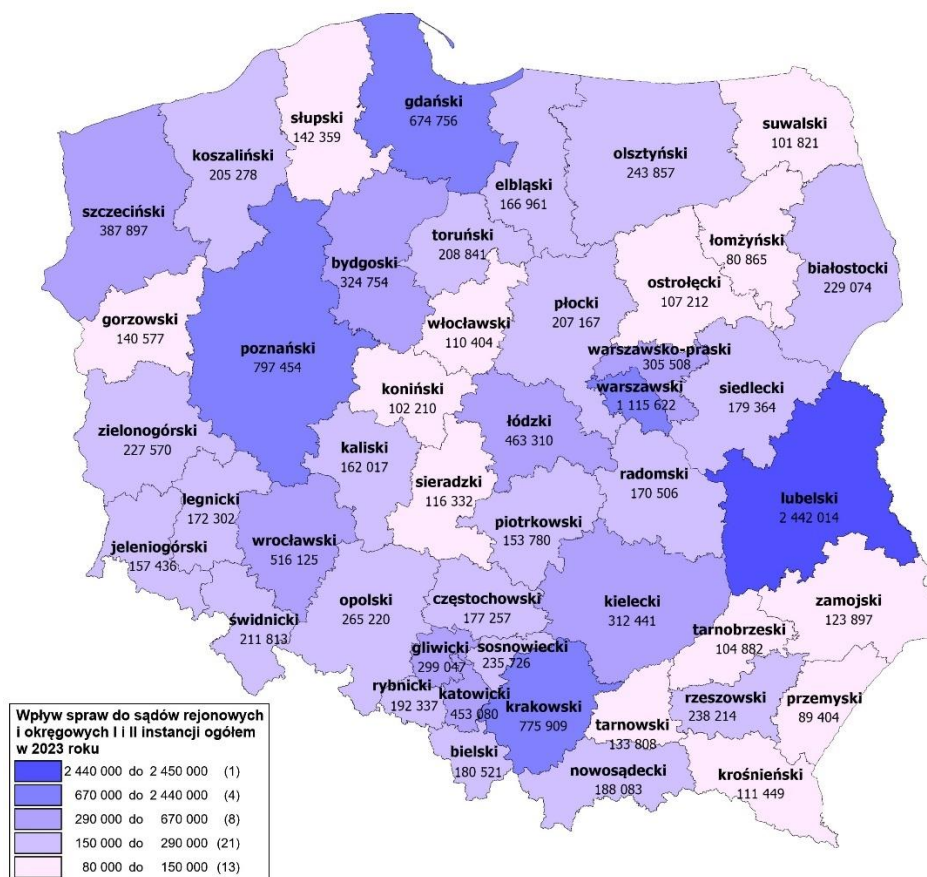 gdański
674 756
słupski
142 359
koszaliński
205 278
suwalski
101 821
olsztyński
243 857
elbląski
166 961
szczeciński
387 897
toruński
208 841
bydgoski
324 754
łomżyński
80 865
białostocki
229 074
ostrołęcki
107 212
płocki
207 167
gorzowski
140 577
włocławski
110 404
poznański
797 454
warszawsko-praski
305 508
warszawski
1 115 622
siedlecki
179 364
koniński
102 210
łódzki
463 310
zielonogórski
227 570
kaliski
162 017
sieradzki
116 332
radomski
170 506
lubelski
2 442 014
legnicki
172 302
piotrkowski
153 780
jeleniogórski
157 436
wrocławski
516 125
opolski
265 220
częstochowski
177 257
kielecki
312 441
zamojski
123 897
świdnicki
211 813
tarnobrzeski
104 882
gliwicki
299 047
sosnowiecki
235 726
rybnicki
192 337
katowicki
453 080
krakowski
775 909
rzeszowski
238 214
przemyski
89 404
tarnowski
133 808
bielski
180 521
nowosądecki
188 083
krośnieński
111 449
Wpływ spraw do sądów rejonowych
i okręgowych I i II instancji ogółem
w 2023 roku
2 440 000 do 2 450 000 (1)
670 000 do 2 440 000 (4)
290 000 do 670 000 (8)
150 000 do 290 000 (21)
80 000 do 150 000 (13)